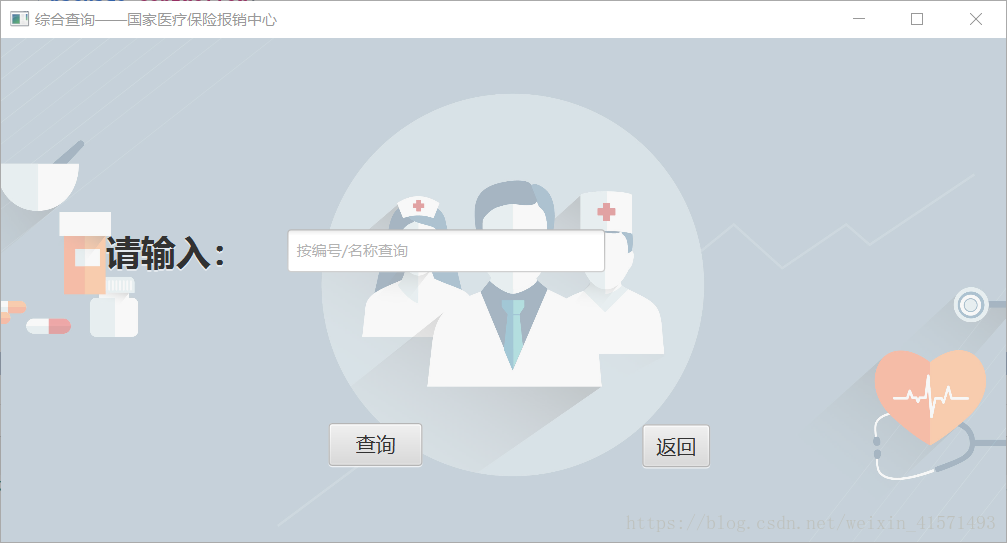 综合查询——国家医疗保险报销中心
请输入：
按编号/名称查询
查询
返回
https://blog.csdn.net/weixin_41571493